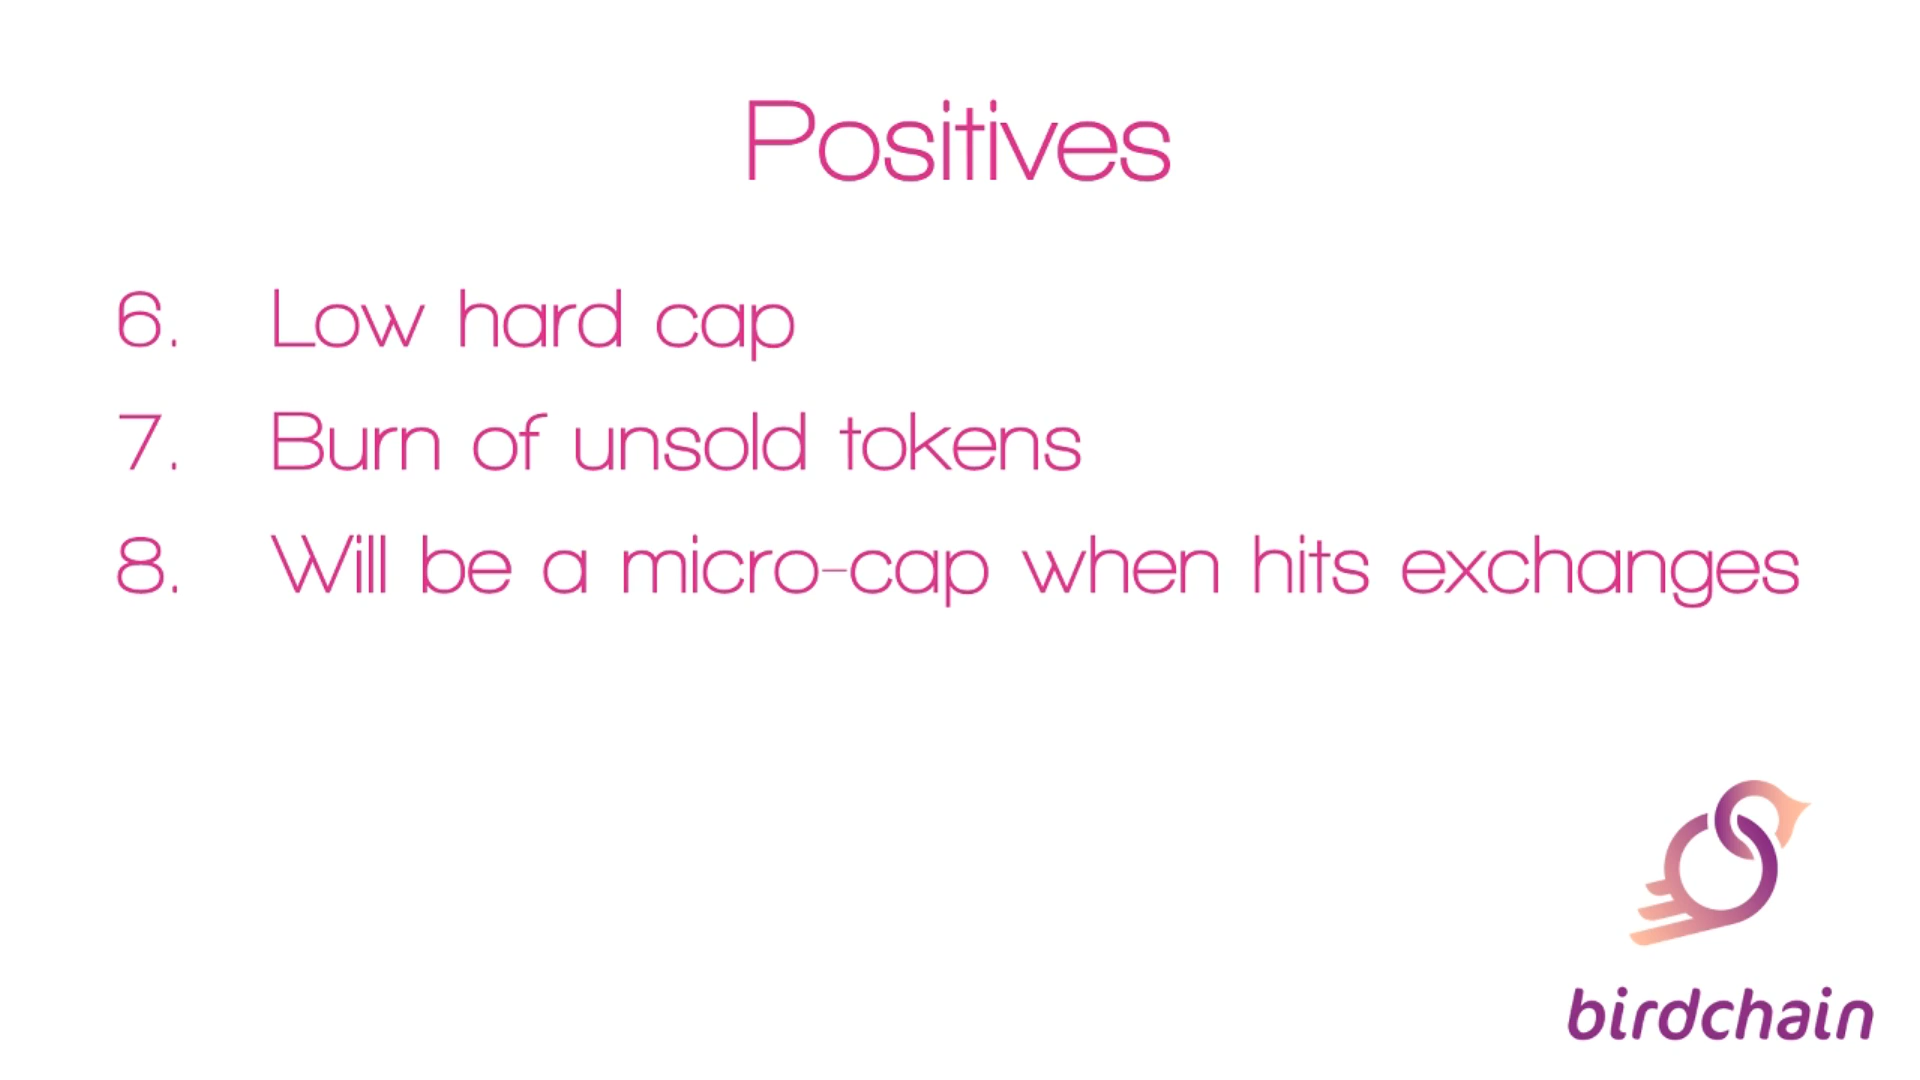 Positives
6. Low hard cap
7. Burn of unsold tokens
8. Will be a micro-cap when hits exchanges
birdchain